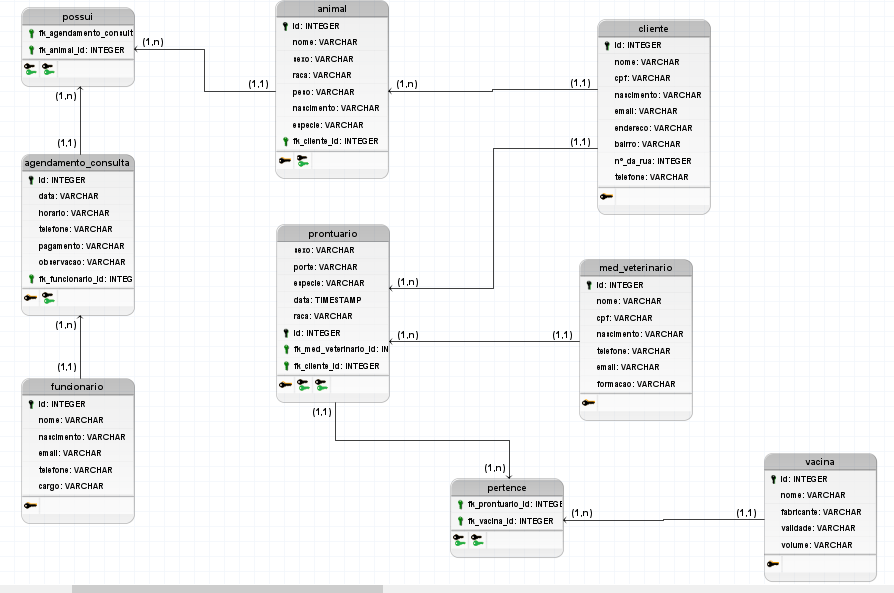 possui
fk_agendamento_consult
fk_animal_id: INTEGER
(1,n)
(1,n)
(1,1)
agendamento_consulta
id: INTEGER
data: VARCHAR
horario: VARCHAR
telefone: VARCHAR
pagamento: VARCHAR
observacao: VARCHAR
fk_funcionario_id: INTEG
(1,n)
(1,1)
funcionario
id: INTEGER
nome: VARCHAR
nascimento: VARCHAR
email: VARCHAR
telefone: VARCHAR
cargo: VARCHAR
animal
id: INTEGER
nome: VARCHAR
sexo: VARCHAR
raca: VARCHAR
peso: VARCHAR
nascimento: VARCHAR
especie: VARCHAR
fk_cliente_id: INTEGER
(1,1)
(1,n)
(1,1)
cliente
id: INTEGER
nome: VARCHAR
cpf: VARCHAR
nascimento: VARCHAR
email: VARCHAR
endereco: VARCHAR
bairro: VARCHAR
nº_da_rua: INTEGER
telefone: VARCHAR
(1,1)
prontuario
sexo: VARCHAR
porte: VARCHAR
especie: VARCHAR
data: TIMESTAMP
raca: VARCHAR
id: INTEGER
fk_med_veterinario_id: IN
fk_cliente_id: INTEGER
(1,n)
(1,n)
(1,1)
med_veterinario
id: INTEGER
nome: VARCHAR
cpf: VARCHAR
nascimento: VARCHAR
telefone: VARCHAR
email: VARCHAR
formacao: VARCHAR
(1,1)
(1,n)
pertence
fk_prontuario_id: INTEGE
fk_vacina_id: INTEGER
(1,n)
(1,1)
vacina
id: INTEGER
nome: VARCHAR
fabricante: VARCHAR
validade: VARCHAR
volume: VARCHAR